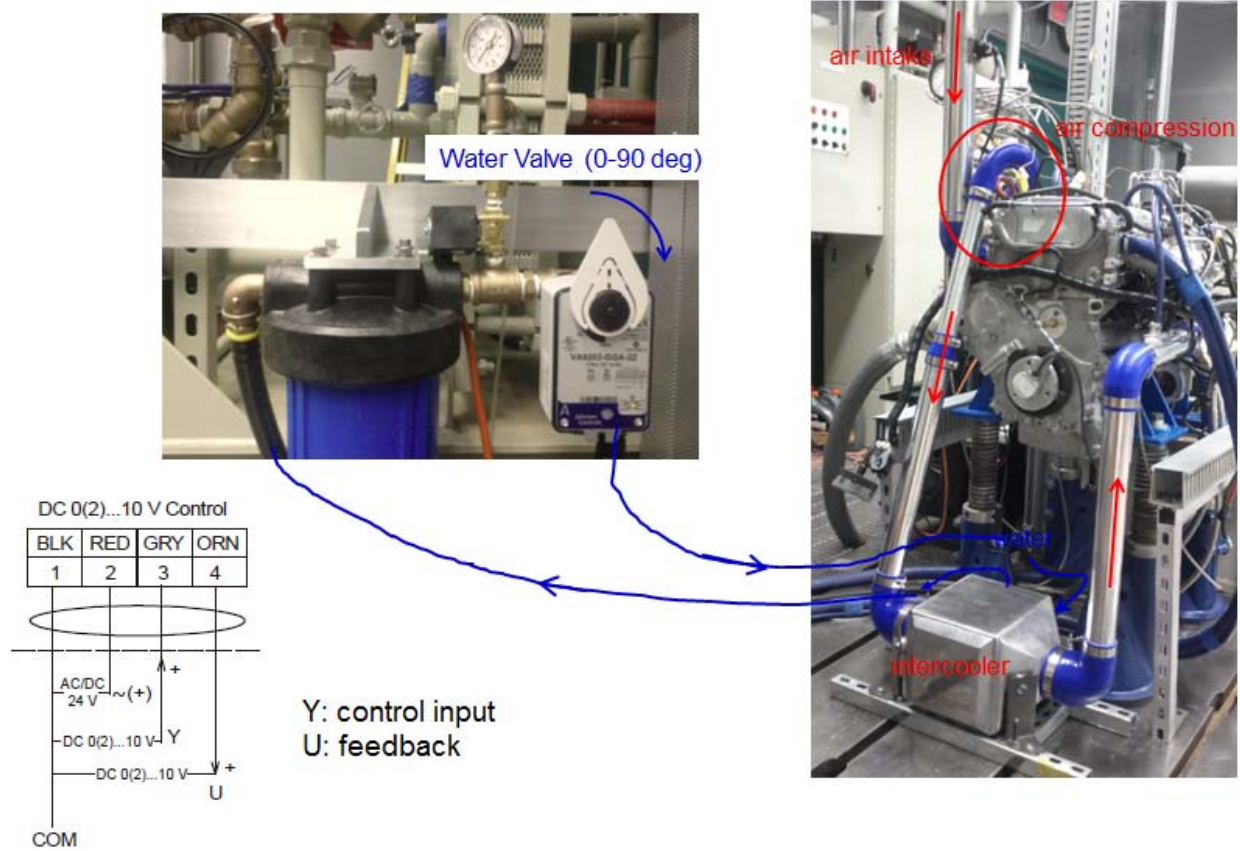 air intake
air compression
Water Valve (0-90 deg)
A
Johnson
Controls
water
intercooler
DC 0(2)...10 V Control
BLK RED GRY ORN
1 2 3 4
+
AC/DC
24 V ~(+)
DC 0(2)...10 V Y
DC 0(2)...10 V +
U
COM
Y: control input
U: feedback